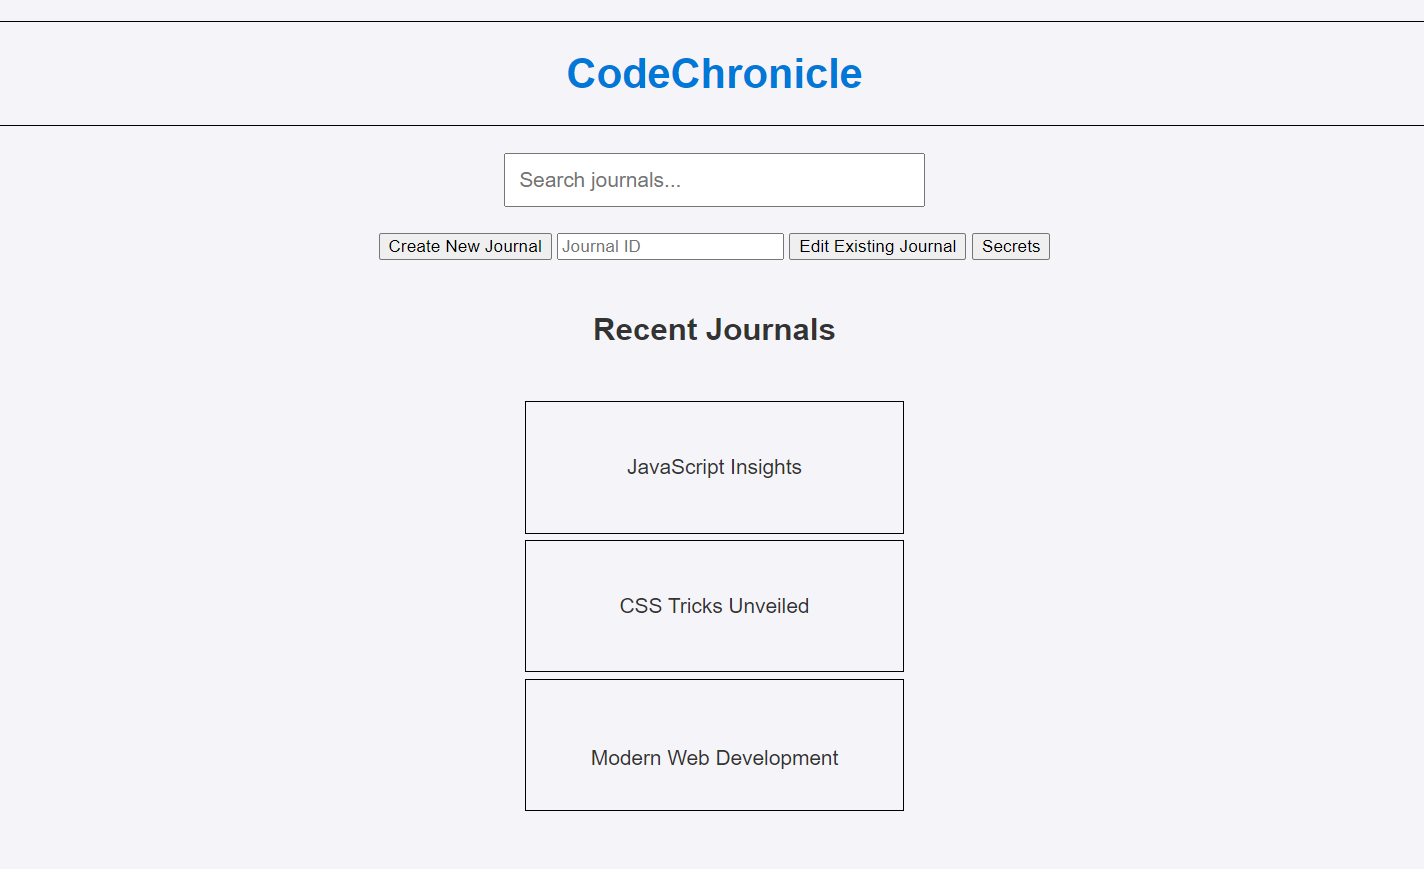 CodeChronicle
Search journals...
Create New Journal Journal ID Edit Existing Journal Secrets
Recent Journals
JavaScript Insights
CSS Tricks Unveiled
Modern Web Development